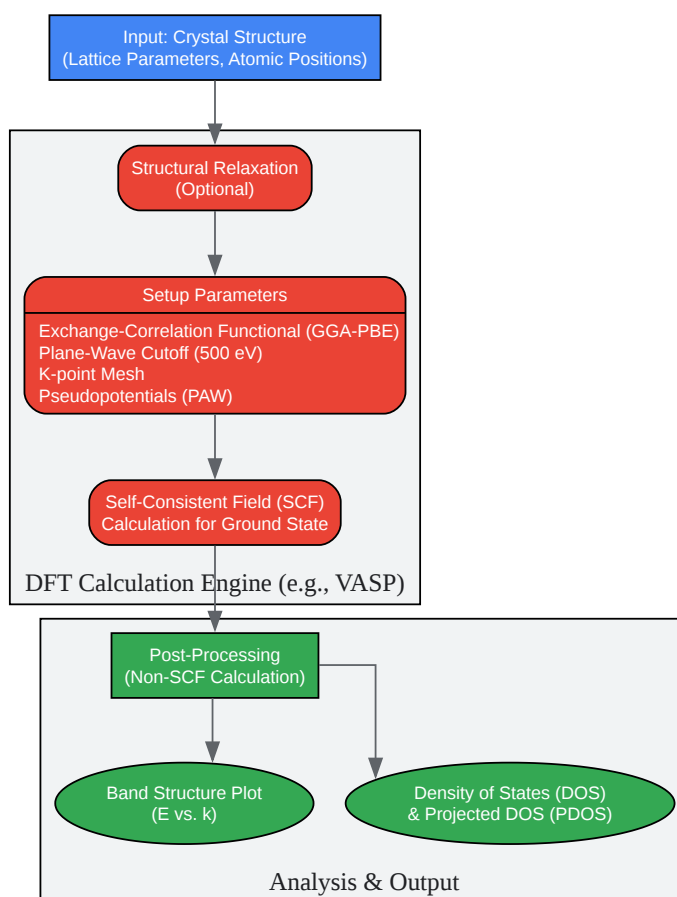 Input: Crystal Structure
(Lattice Parameters, Atomic Positions)
Structural Relaxation
(Optional)
Setup Parameters
Exchange-Correlation Functional (GGA-PBE)
Plane-Wave Cutoff (500 eV)
K-point Mesh
Pseudopotentials (PAW)
Self-Consistent Field (SCF)
Calculation for Ground State
DFT Calculation Engine (e.g., VASP)
Post-Processing
(Non-SCF Calculation)
Band Structure Plot
(E vs. k)
Density of States (DOS)
& Projected DOS (PDOS)
Analysis & Output